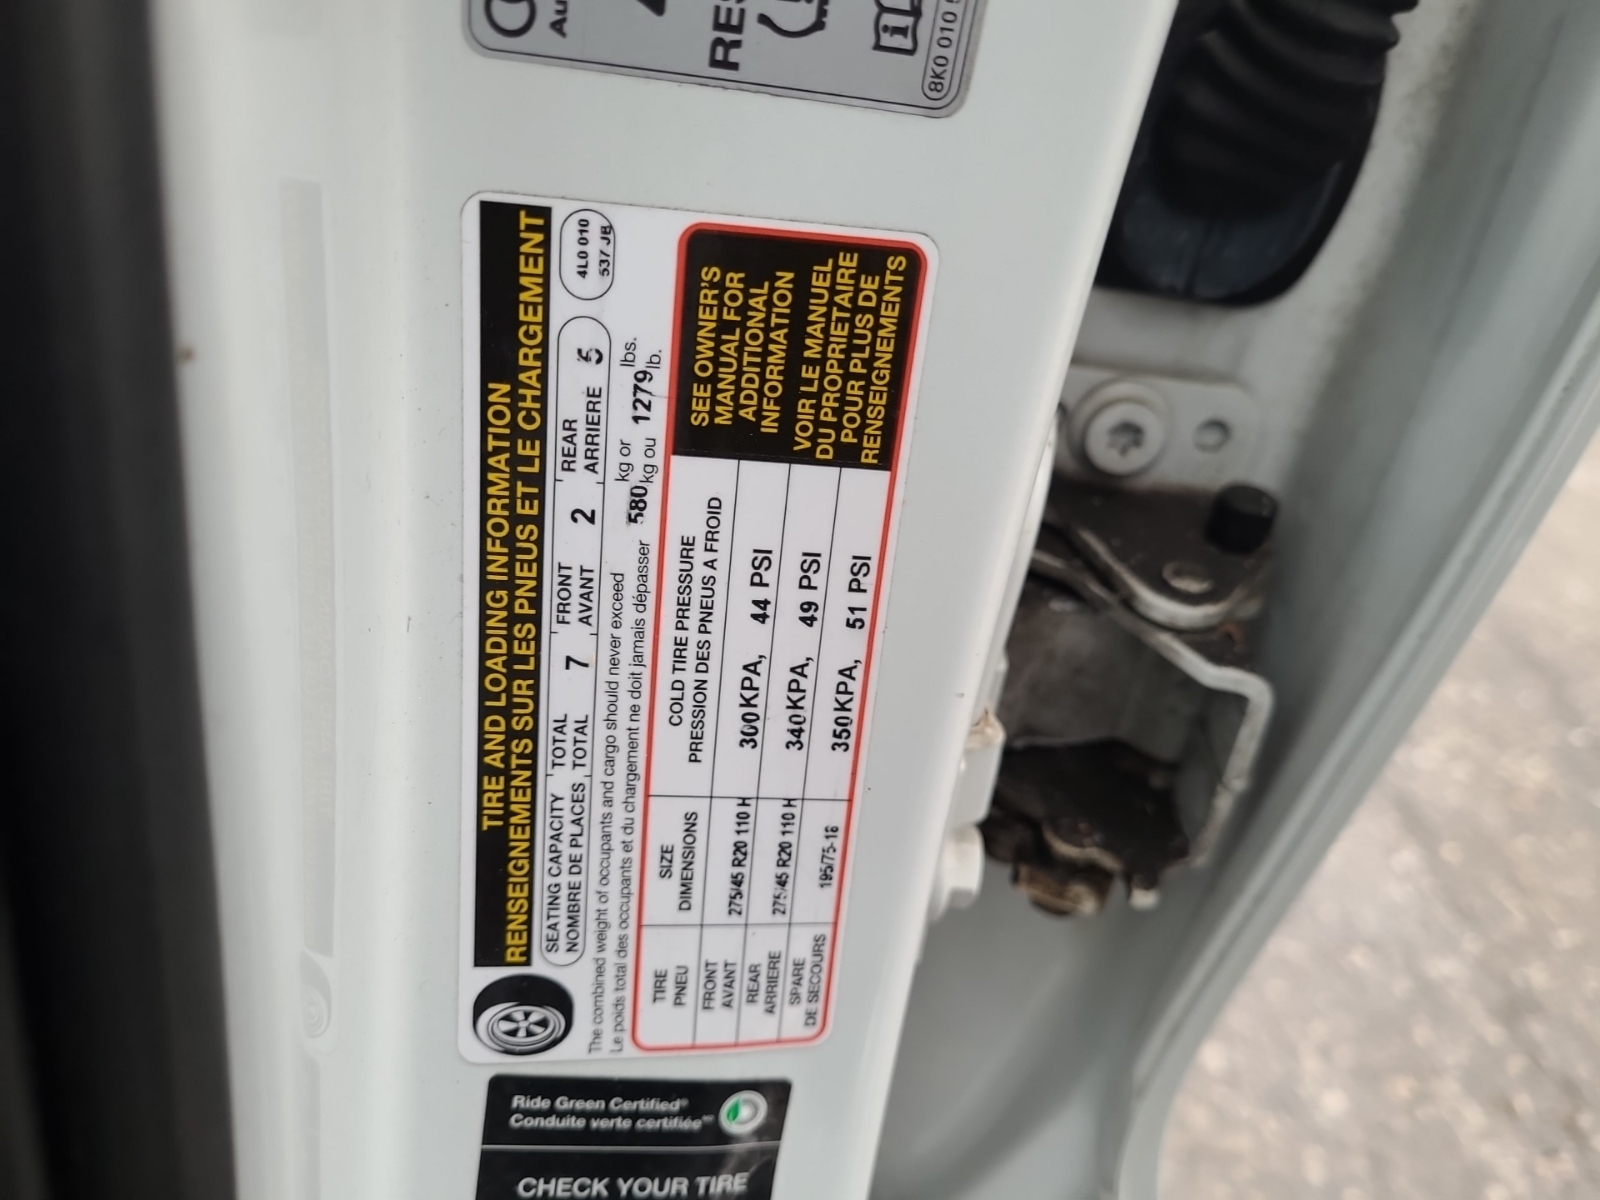 RES
8K0 010
TIRE AND LOADING INFORMATION
RENSEIGNEMENTS SUR LES PNEUS ET LE CHARGEMENT
SEATING CAPACITY TOTAL 7 FRONT 2 REAR 5
NOMBRE DE PLACES TOTAL AVANT ARRIERE
4L0 010
537 JB
The combined weight of occupants and cargo should never exceed 580 kg or 1279 lbs.
Le poids total des occupants et du chargement ne doit jamais dépasser kg ou lb.
TIRE SIZE COLD TIRE PRESSURE
PNEU DIMENSIONS PRESSION DES PNEUS A FROID
FRONT
AVANT 275/45 R20 110 H 300KPA, 44 PSI
REAR
ARRIERE 275/45 R20 110 H 340KPA, 49 PSI
SPARE
DE SECOURS 195/75-18 350KPA, 51 PSI
SEE OWNER'S
MANUAL FOR
ADDITIONAL
INFORMATION
VOIR LE MANUEL
DU PROPRIETAIRE
POUR PLUS DE
RENSEIGNEMENTS
Ride Green Certified®
Conduite verte certifiée
CHECK YOUR TIRE